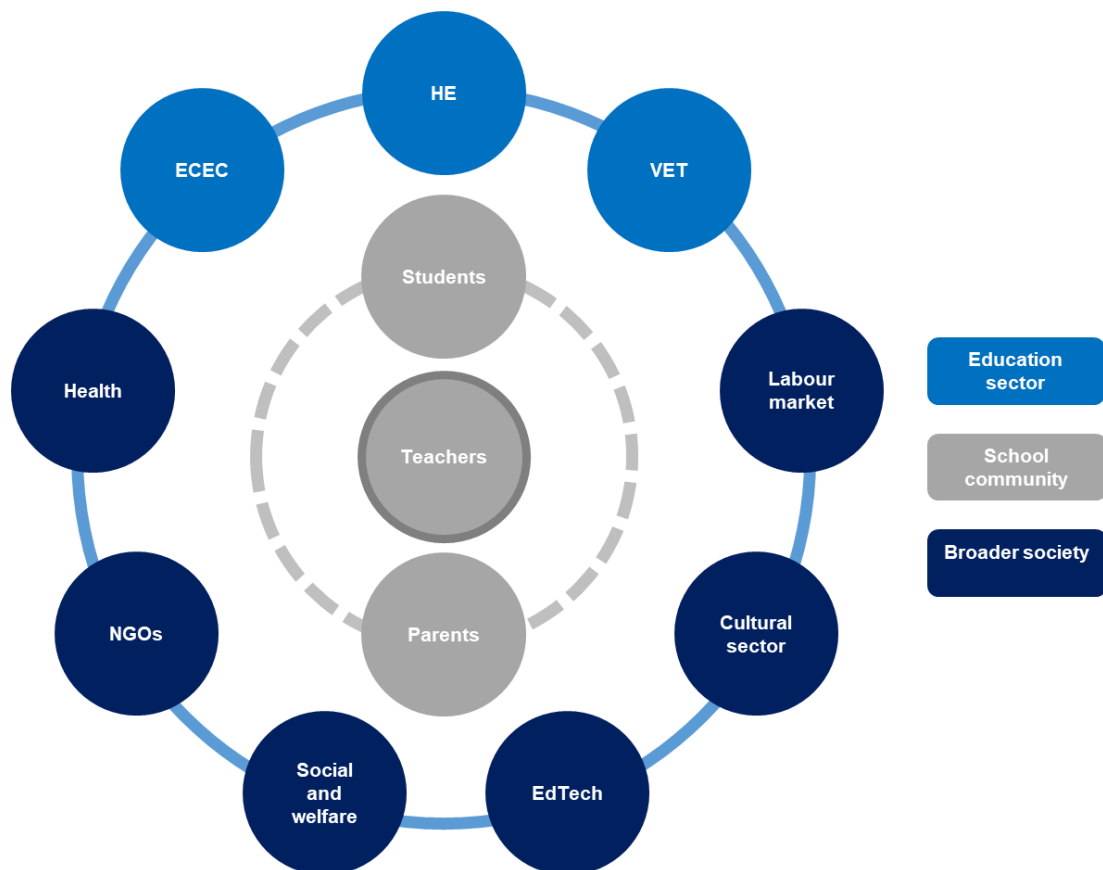 HE
ECEC
VET
Students
Health
Labour
market
Teachers
NGOs
Parents
Cultural
sector
Social
and
welfare
EdTech
Education
sector
School
community
Broader society